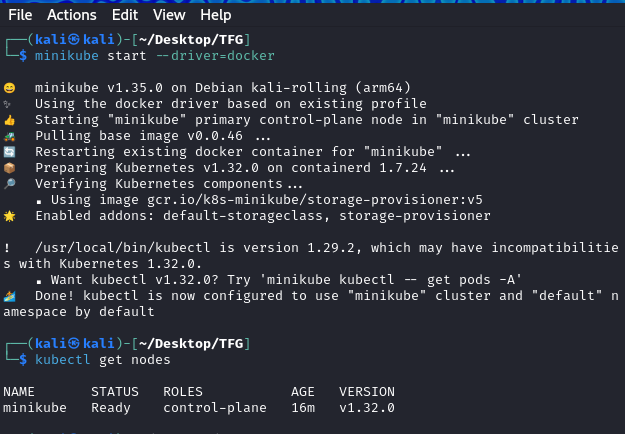 File Actions Edit View Help
┌──(kali㉿kali)-[~/Desktop/TFG]
└─$ minikube start --driver=docker
😄 minikube v1.35.0 on Debian kali-rolling (arm64)
✨ Using the docker driver based on existing profile
👍 Starting "minikube" primary control-plane node in "minikube" cluster
🚜 Pulling base image v0.0.46 ...
🔄 Restarting existing docker container for "minikube" ...
📦 Preparing Kubernetes v1.32.0 on containerd 1.7.24 ...
🔎 Verifying Kubernetes components...
▪ Using image gcr.io/k8s-minikube/storage-provisioner:v5
🌟 Enabled addons: default-storageclass, storage-provisioner
! /usr/local/bin/kubectl is version 1.29.2, which may have incompatibilitie
s with Kubernetes 1.32.0.
▪ Want kubectl v1.32.0? Try 'minikube kubectl -- get pods -A'
🏄 Done! kubectl is now configured to use "minikube" cluster and "default" n
amespace by default
┌──(kali㉿kali)-[~/Desktop/TFG]
└─$ kubectl get nodes
NAME STATUS ROLES AGE VERSION
minikube Ready control-plane 16m v1.32.0